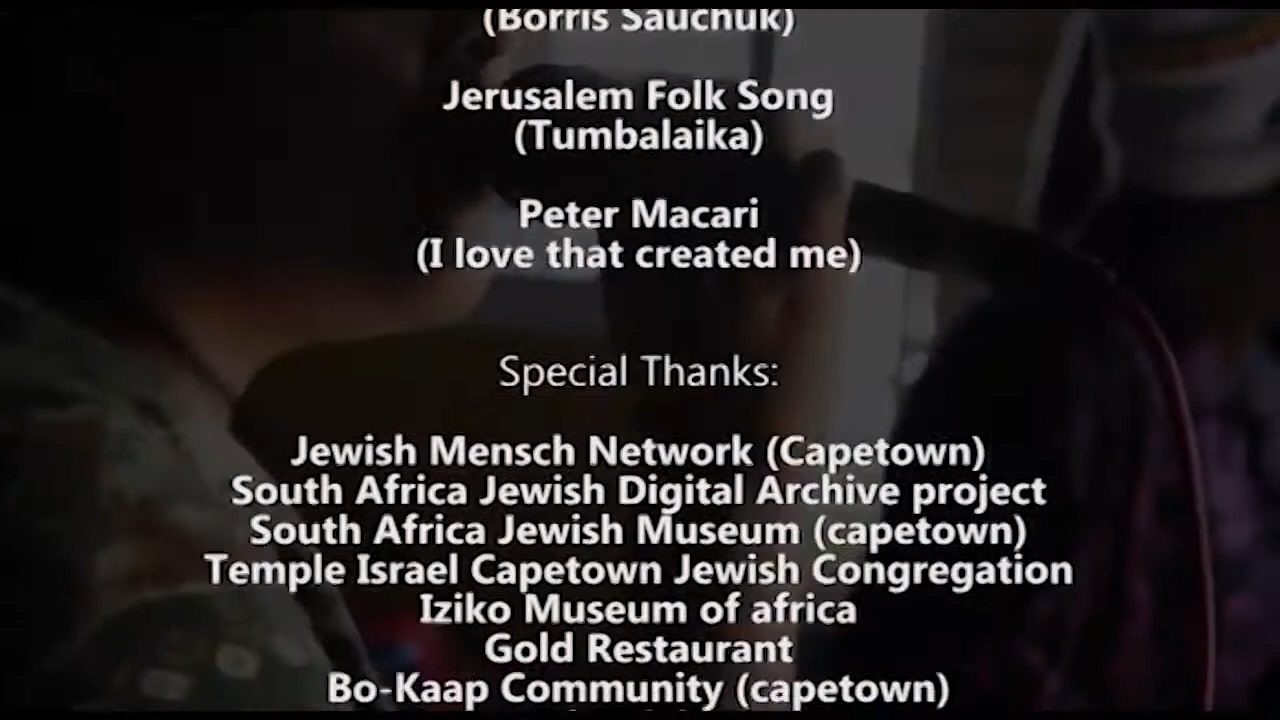 (Borris Sauchuk)
Jerusalem Folk Song
(Tumbalaika)
Peter Macari
(I love that created me)
Special Thanks:
Jewish Mensch Network (Capetown)
South Africa Jewish Digital Archive project
South Africa Jewish Museum (capetown)
Temple Israel Capetown Jewish Congregation
Iziko Museum of africa
Gold Restaurant
Bo-Kaap Community (capetown)